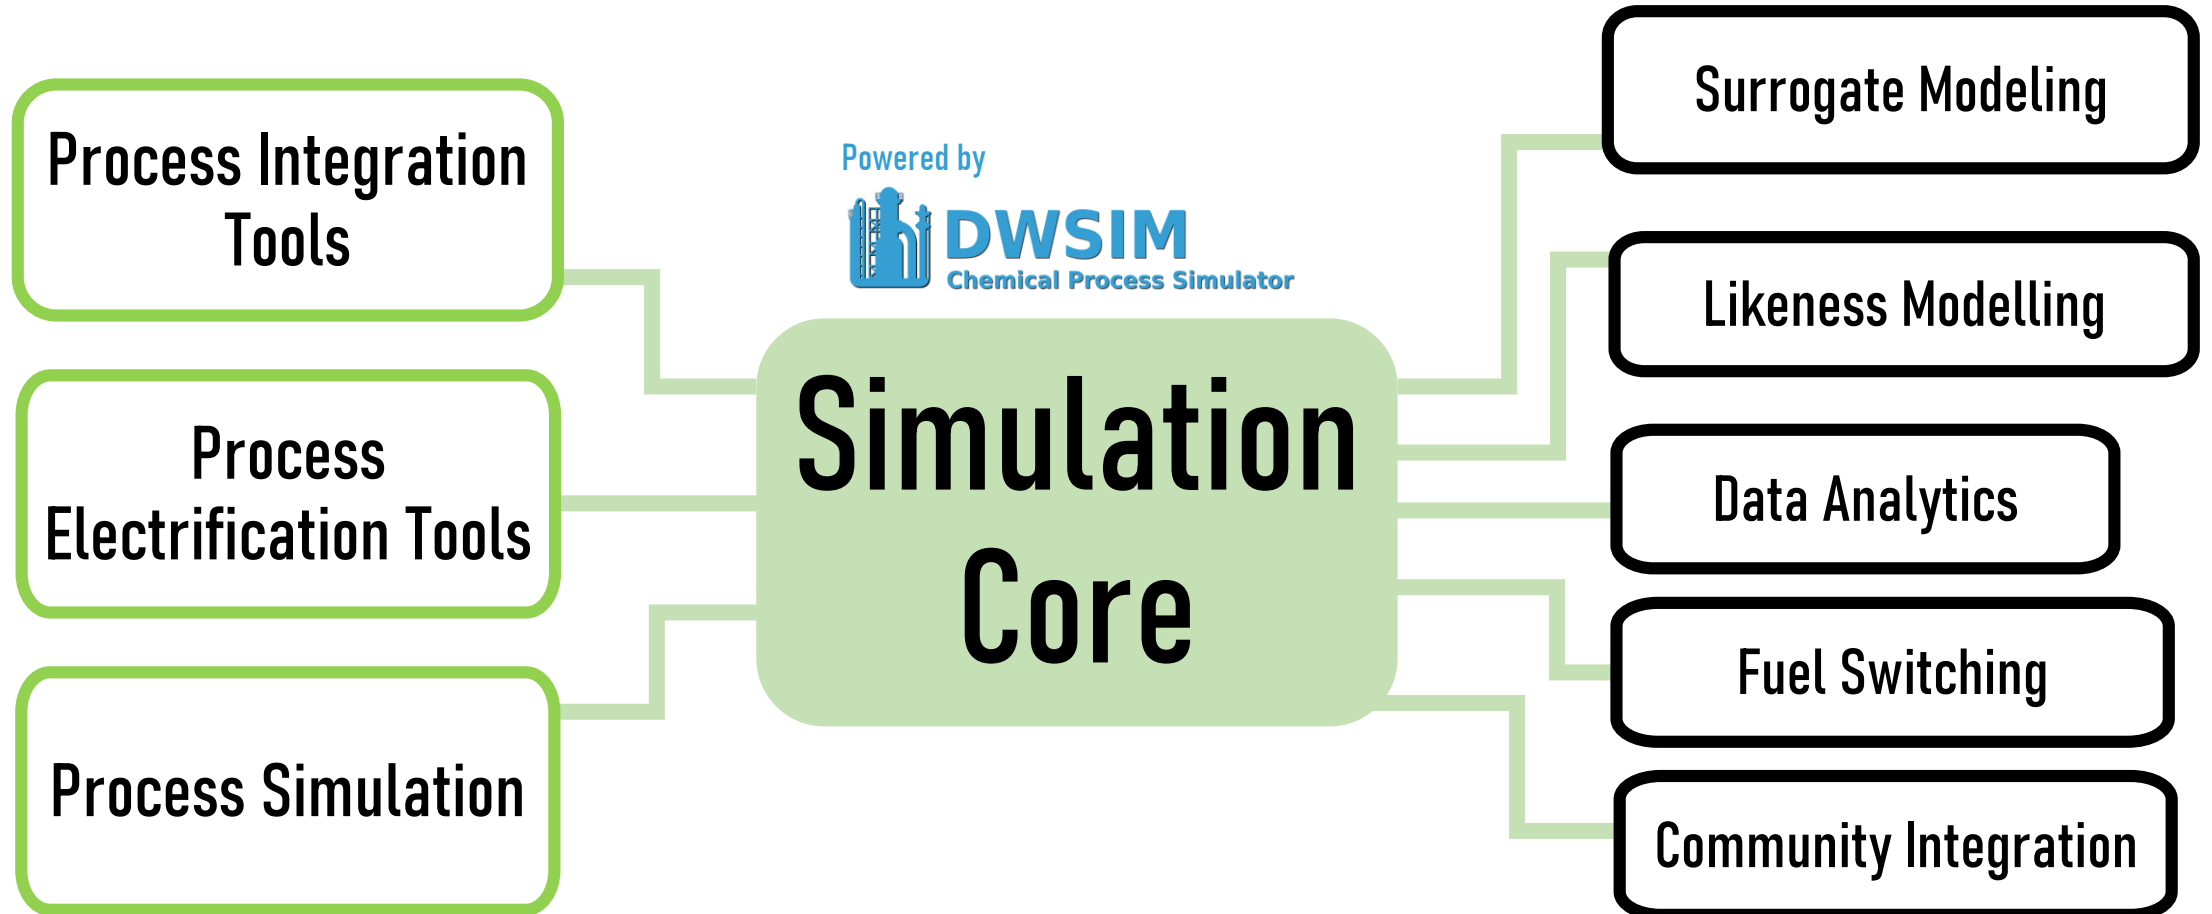 Process Integration
Tools
Process
Electrification Tools
Process Simulation
Powered by
DWSIM
Chemical Process Simulator
Simulation
Core
Surrogate Modeling
Likeness Modelling
Data Analytics
Fuel Switching
Community Integration